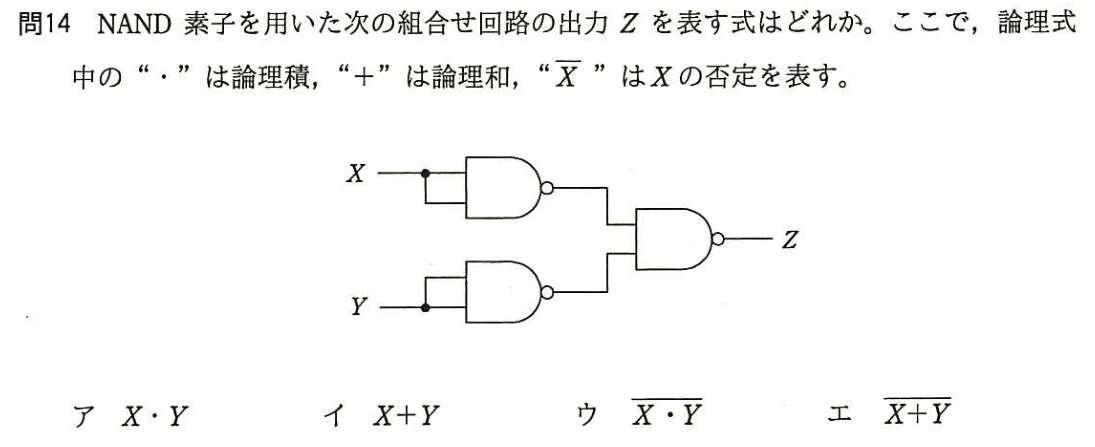 問14 NAND 素子を用いた次の組合せ回路の出力 Z を表す式はどれか。ここで，論理式
中の “・” は論理積，“＋” は論理和，“X̅” は X の否定を表す。
X
Z
Y
ア X・Y イ X+Y ウ X̅・̅Y̅ エ X̅+̅Y̅